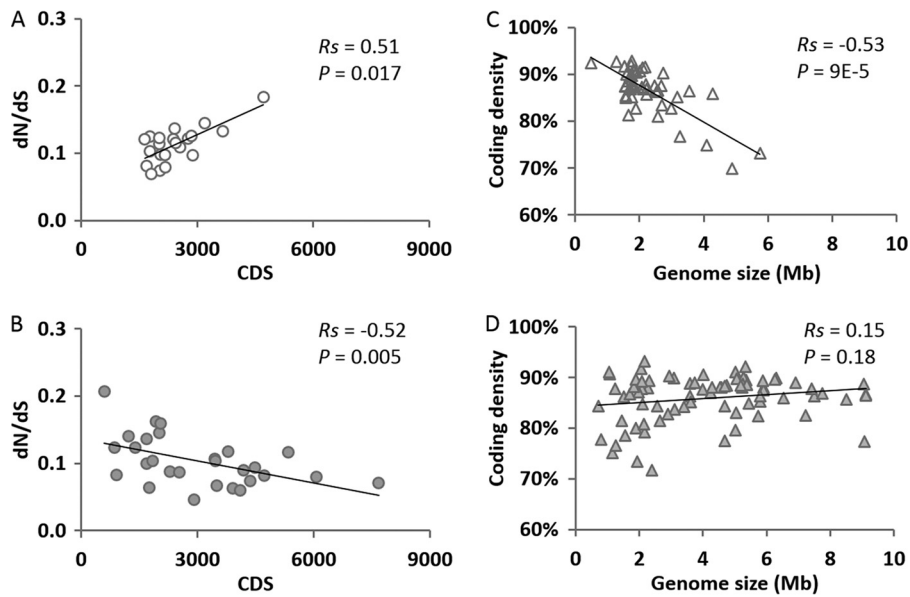 A
0.3
0.2
0.1
0.0
dN/dS
Rs = 0.51
P = 0.017
0 3000 6000 9000
CDS
C
100%
90%
80%
70%
60%
Coding density
Rs = -0.53
P = 9E-5
0 2 4 6 8 10
Genome size (Mb)
B
0.3
0.2
0.1
0.0
dN/dS
Rs = -0.52
P = 0.005
0 3000 6000 9000
CDS
D
100%
90%
80%
70%
60%
Coding density
Rs = 0.15
P = 0.18
0 2 4 6 8 10
Genome size (Mb)